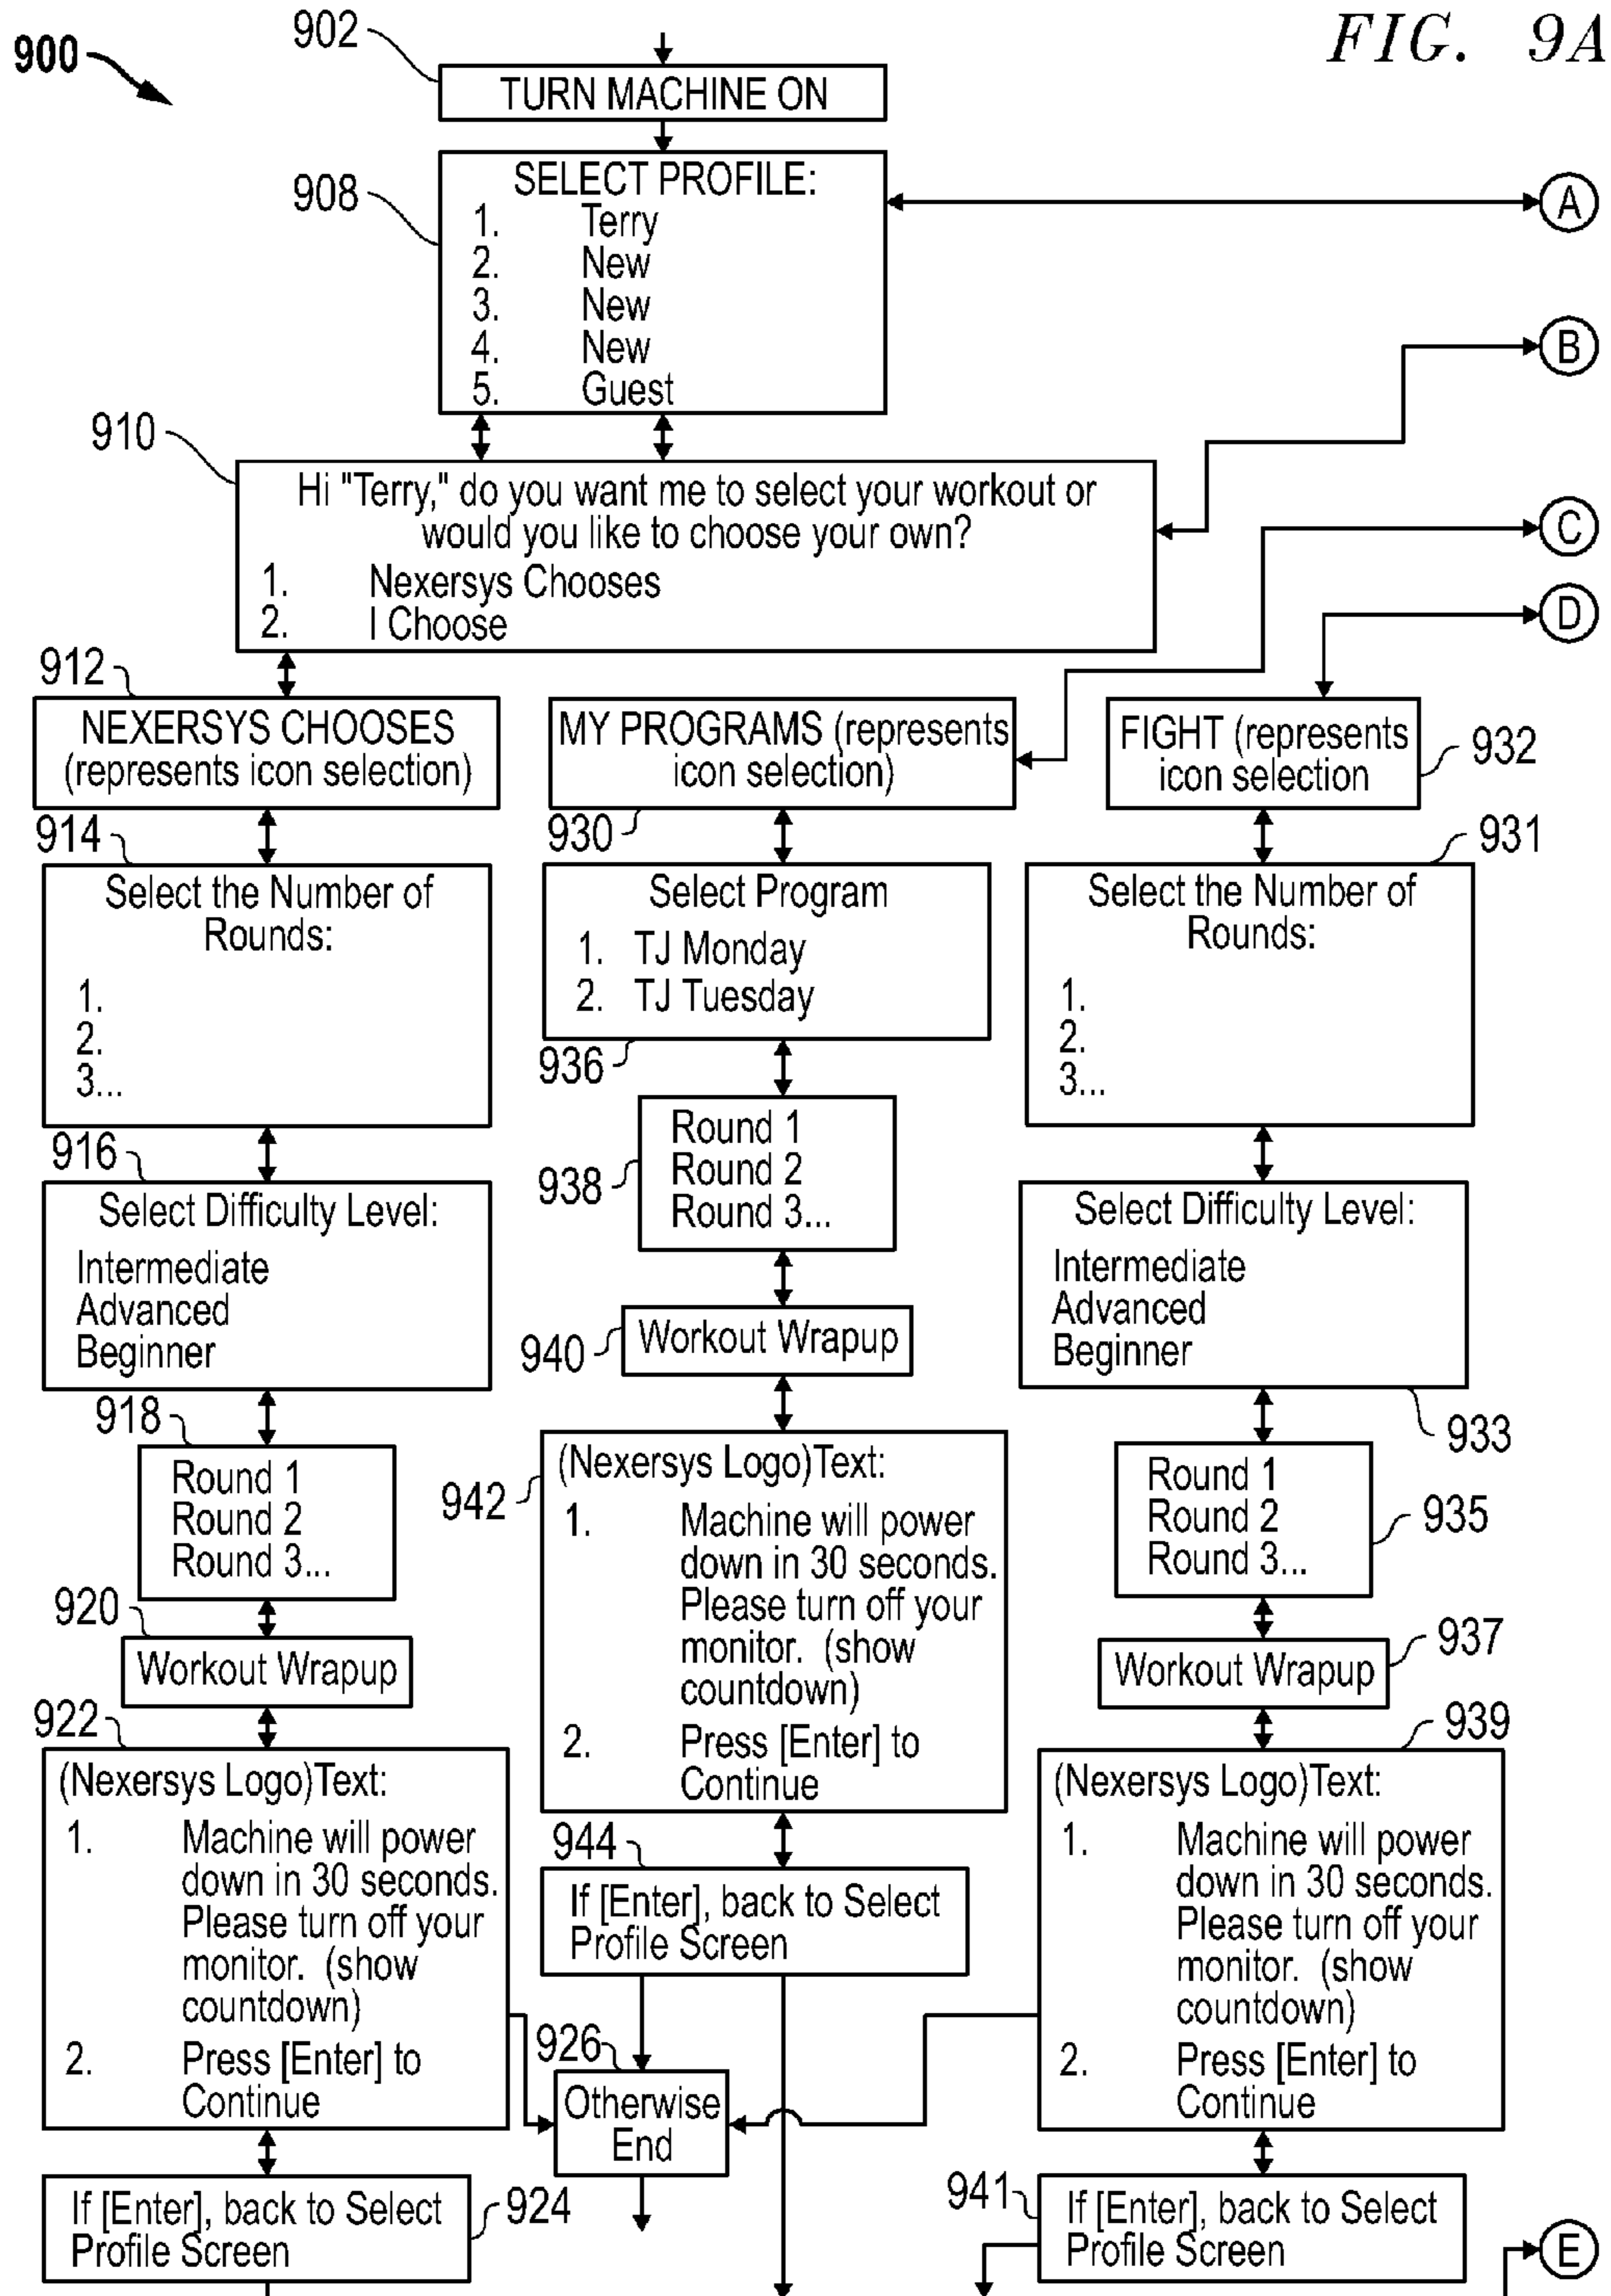 FIG. 9A
900
902
TURN MACHINE ON
908
SELECT PROFILE:
1. Terry
2. New
3. New
4. New
5. Guest
A
B
910
Hi "Terry," do you want me to select your workout or
would you like to choose your own?
1. Nexersys Chooses
2. I Choose
C
D
912
NEXERSYS CHOOSES
(represents icon selection)
914
Select the Number of
Rounds:
1.
2.
3...
916
Select Difficulty Level:
Intermediate
Advanced
Beginner
918
Round 1
Round 2
Round 3...
920
Workout Wrapup
922
(Nexersys Logo)Text:
1. Machine will power
down in 30 seconds.
Please turn off your
monitor. (show
countdown)
2. Press [Enter] to
Continue
If [Enter], back to Select
Profile Screen
924
MY PROGRAMS (represents
icon selection)
930
Select Program
1. TJ Monday
2. TJ Tuesday
936
Round 1
Round 2
Round 3...
938
Workout Wrapup
940
942
(Nexersys Logo)Text:
1. Machine will power
down in 30 seconds.
Please turn off your
monitor. (show
countdown)
2. Press [Enter] to
Continue
944
If [Enter], back to Select
Profile Screen
926
Otherwise
End
FIGHT (represents
icon selection
932
931
Select the Number of
Rounds:
1.
2.
3...
Select Difficulty Level:
Intermediate
Advanced
Beginner
933
Round 1
Round 2
Round 3...
935
937
Workout Wrapup
939
(Nexersys Logo)Text:
1. Machine will power
down in 30 seconds.
Please turn off your
monitor. (show
countdown)
2. Press [Enter] to
Continue
941
If [Enter], back to Select
Profile Screen
E